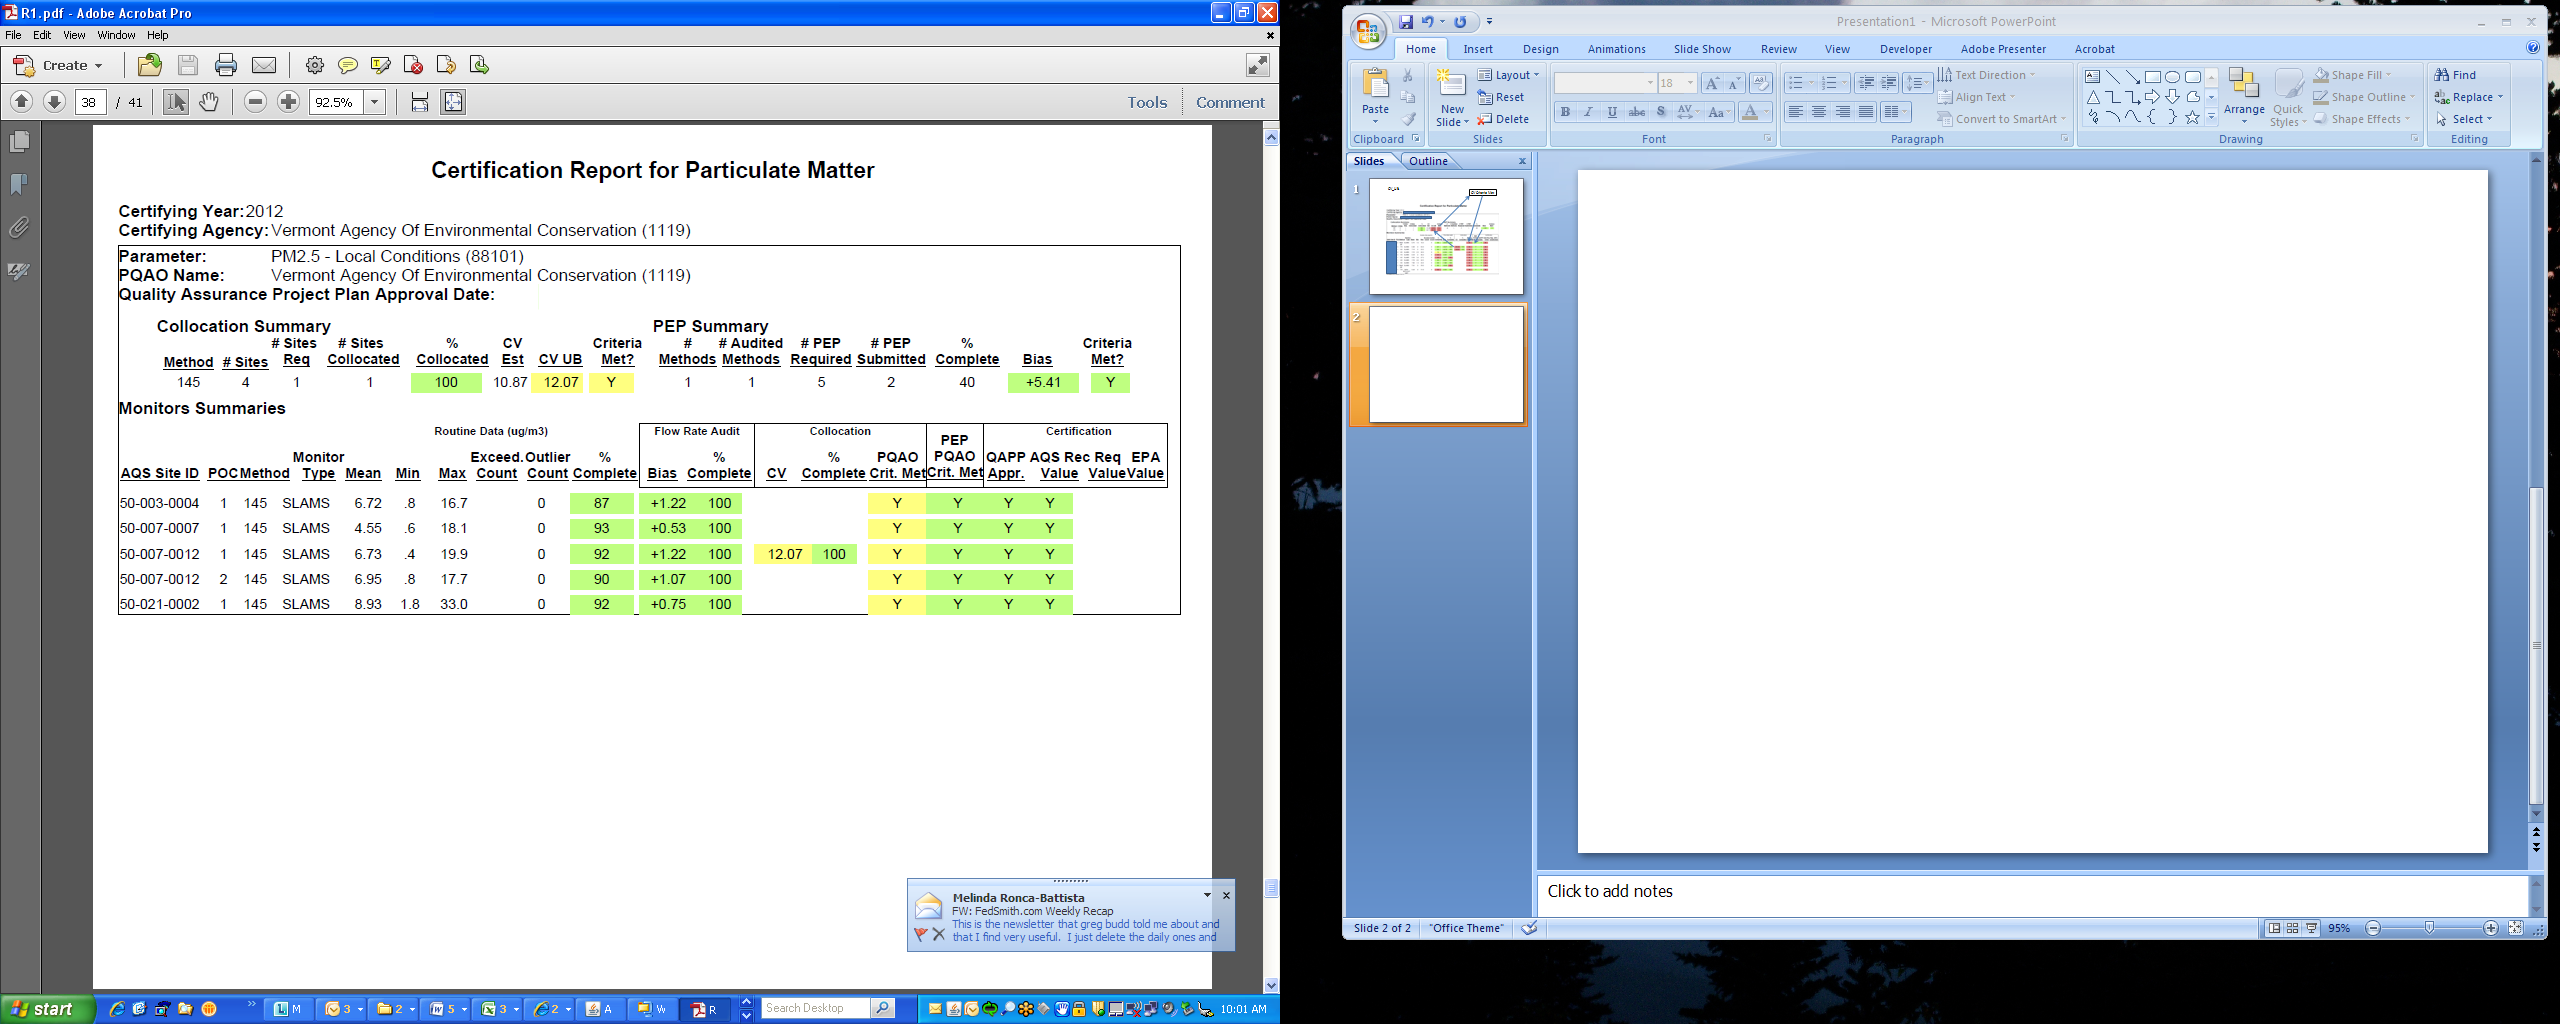 R1.pdf - Adobe Acrobat Pro
File Edit View Window Help
Create
38 / 41 92.5% Tools Comment
Certification Report for Particulate Matter
Certifying Year: 2012
Certifying Agency: Vermont Agency Of Environmental Conservation (1119)
Parameter: PM2.5 - Local Conditions (88101)
PQAO Name: Vermont Agency Of Environmental Conservation (1119)
Quality Assurance Project Plan Approval Date:
Collocation Summary PEP Summary
# Sites # Sites % CV Criteria # # Audited # PEP # PEP % Criteria
Method # Sites Req Collocated Collocated Est CV UB Met? Methods Methods Required Submitted Complete Bias Met?
145 4 1 1 100 10.87 12.07 Y 1 1 5 2 40 +5.41 Y
Monitors Summaries
Routine Data (ug/m3) Flow Rate Audit Collocation Certification
PEP
Monitor Exceed. Outlier % % % PQAO PQAO QAPP AQS Rec Req EPA
AQS Site ID POC Method Type Mean Min Max Count Count Complete Bias Complete CV Complete Crit. Met Crit. Met Appr. Value Value Value
50-003-0004 1 145 SLAMS 6.72 .8 16.7 0 87 +1.22 100 Y Y Y Y
50-007-0007 1 145 SLAMS 4.55 .6 18.1 0 93 +0.53 100 Y Y Y Y
50-007-0012 1 145 SLAMS 6.73 .4 19.9 0 92 +1.22 100 12.07 100 Y Y Y Y
50-007-0012 2 145 SLAMS 6.95 .8 17.7 0 90 +1.07 100 Y Y Y Y
50-021-0002 1 145 SLAMS 8.93 1.8 33.0 0 92 +0.75 100 Y Y Y Y
Melinda Ronca-Battista
FW: FedSmith.com Weekly Recap
This is the newsletter that greg budd told me about and
that I find very useful. I just delete the daily ones and
start M 3 2 W 5 3 2 A W R Search Desktop 10:01 AM
Presentation1 - Microsoft PowerPoint
Home Insert Design Animations Slide Show Review View Developer Adobe Presenter Acrobat
Paste
Clipboard
New Slide
Layout
Reset
Delete
Slides
18
B I U abc S AV Aa A
Font
Text Direction
Align Text
Convert to SmartArt
Paragraph
Arrange
Quick Styles
Shape Fill
Shape Outline
Shape Effects
Drawing
Find
Replace
Select
Editing
Slides Outline
1
Certification Report for Particulate Matter
2
Click to add notes
Slide 2 of 2 "Office Theme" 95%